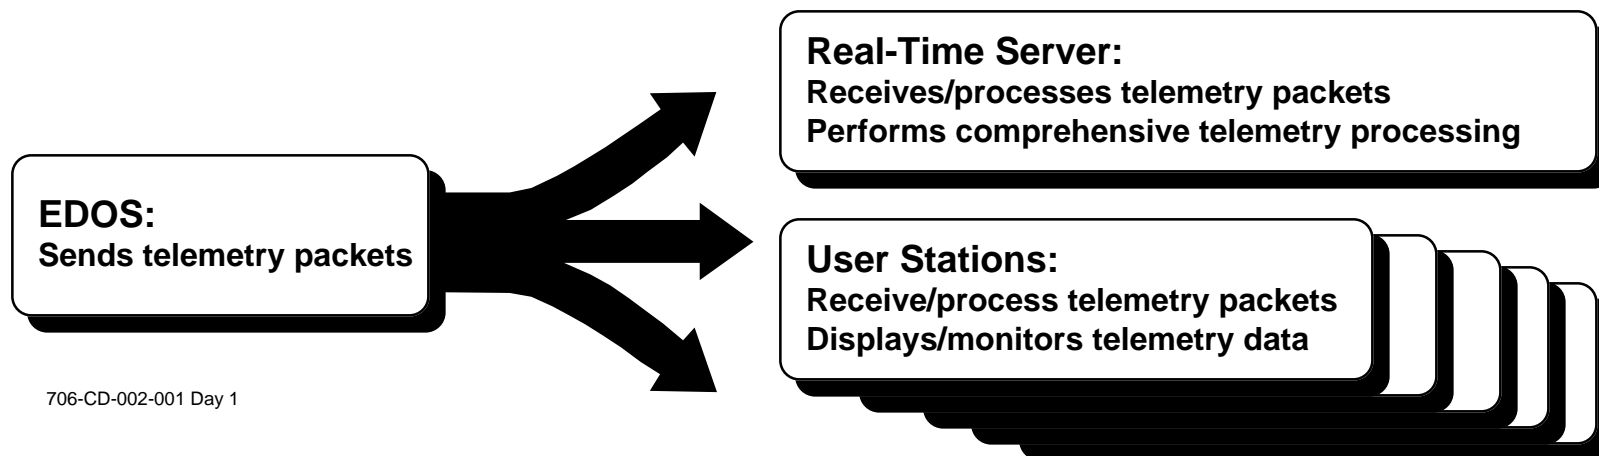 Real-Time Server:
Receives/processes telemetry packets
Performs comprehensive telemetry processing
EDOS:
Sends telemetry packets
User Stations:
Receive/process telemetry packets
Displays/monitors telemetry data
706-CD-002-001 Day 1